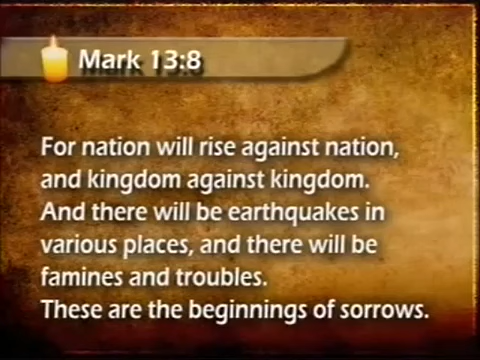 Mark 13:8
For nation will rise against nation,
and kingdom against kingdom.
And there will be earthquakes in
various places, and there will be
famines and troubles.
These are the beginnings of sorrows.